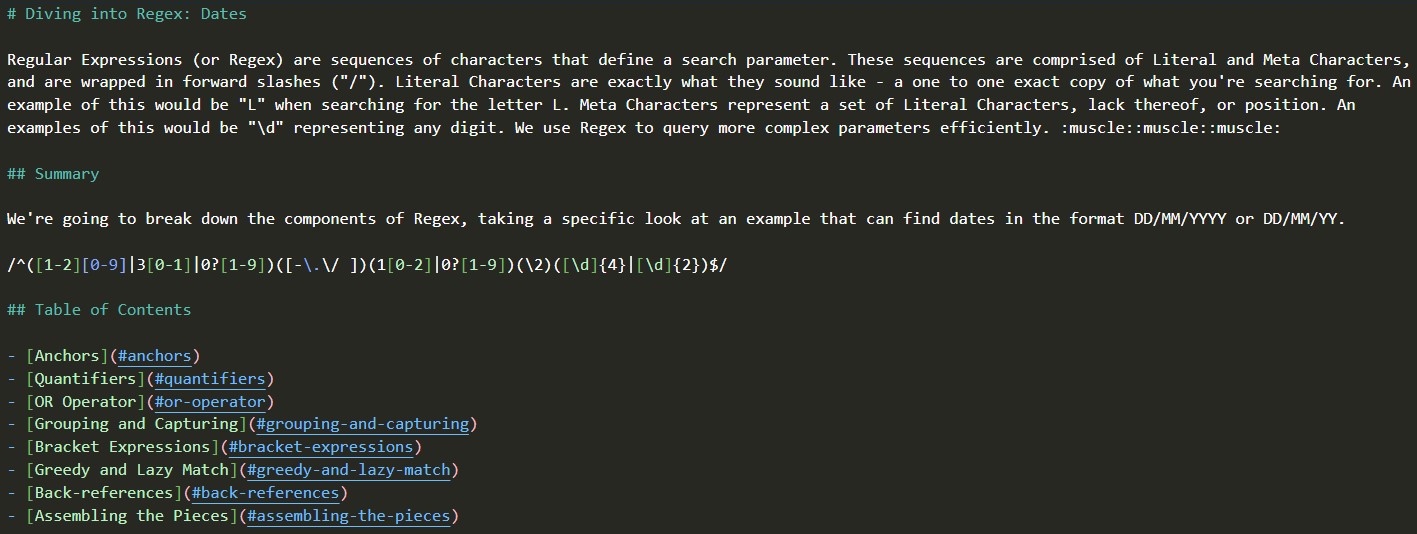 # Diving into Regex: Dates
Regular Expressions (or Regex) are sequences of characters that define a search parameter. These sequences are comprised of Literal and Meta Characters,
and are wrapped in forward slashes ("/"). Literal Characters are exactly what they sound like - a one to one exact copy of what you're searching for. An
example of this would be "L" when searching for the letter L. Meta Characters represent a set of Literal Characters, lack thereof, or position. An
examples of this would be "\d" representing any digit. We use Regex to query more complex parameters efficiently. :muscle::muscle::muscle:
## Summary
We're going to break down the components of Regex, taking a specific look at an example that can find dates in the format DD/MM/YYYY or DD/MM/YY.
/^([1-2][0-9]|3[0-1]|0?[1-9])([-\.\/ ])(1[0-2]|0?[1-9])(\2)([\d]{4}|[\d]{2})$/
## Table of Contents
- [Anchors](#anchors)
- [Quantifiers](#quantifiers)
- [OR Operator](#or-operator)
- [Grouping and Capturing](#grouping-and-capturing)
- [Bracket Expressions](#bracket-expressions)
- [Greedy and Lazy Match](#greedy-and-lazy-match)
- [Back-references](#back-references)
- [Assembling the Pieces](#assembling-the-pieces)